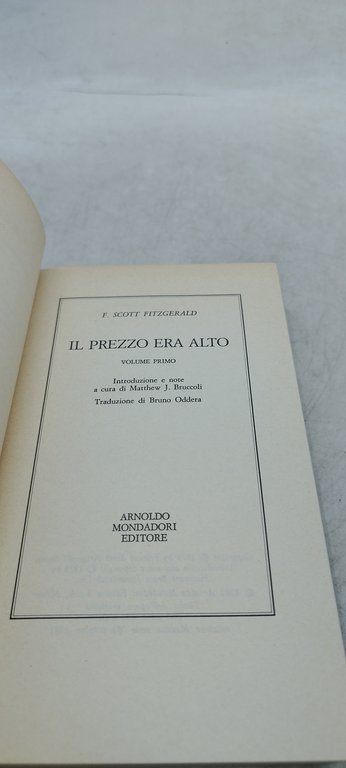 F. SCOTT FITZGERALD
IL PREZZO ERA ALTO
VOLUME PRIMO
Introduzione e note
a cura di Matthew J. Bruccoli
Traduzione di Bruno Oddera
ARNOLDO
MONDADORI
EDITORE